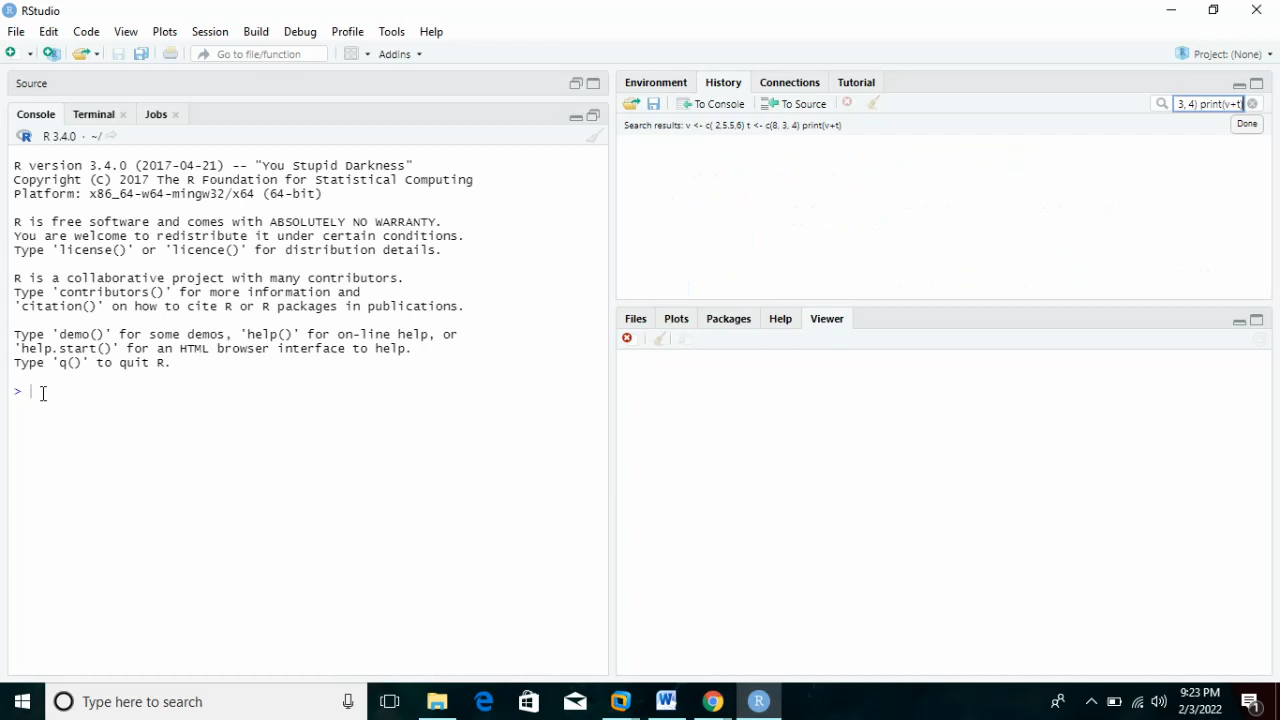 RStudio
File Edit Code View Plots Session Build Debug Profile Tools Help
Go to file/function Addins Project: (None)
Source
Console Terminal Jobs
R 3.4.0 · ~/
R version 3.4.0 (2017-04-21) -- "You Stupid Darkness"
Copyright (C) 2017 The R Foundation for Statistical Computing
Platform: x86_64-w64-mingw32/x64 (64-bit)
R is free software and comes with ABSOLUTELY NO WARRANTY.
You are welcome to redistribute it under certain conditions.
Type 'license()' or 'licence()' for distribution details.
R is a collaborative project with many contributors.
Type 'contributors()' for more information and
'citation()' on how to cite R or R packages in publications.
Type 'demo()' for some demos, 'help()' for on-line help, or
'help.start()' for an HTML browser interface to help.
Type 'q()' to quit R.
>
Environment History Connections Tutorial
To Console To Source 3, 4) print(v+t)
Search results: v <- c( 2,5.5,6) t <- c(8, 3, 4) print(v+t)
Done
Files Plots Packages Help Viewer
Type here to search
9:23 PM
2/3/2022
1